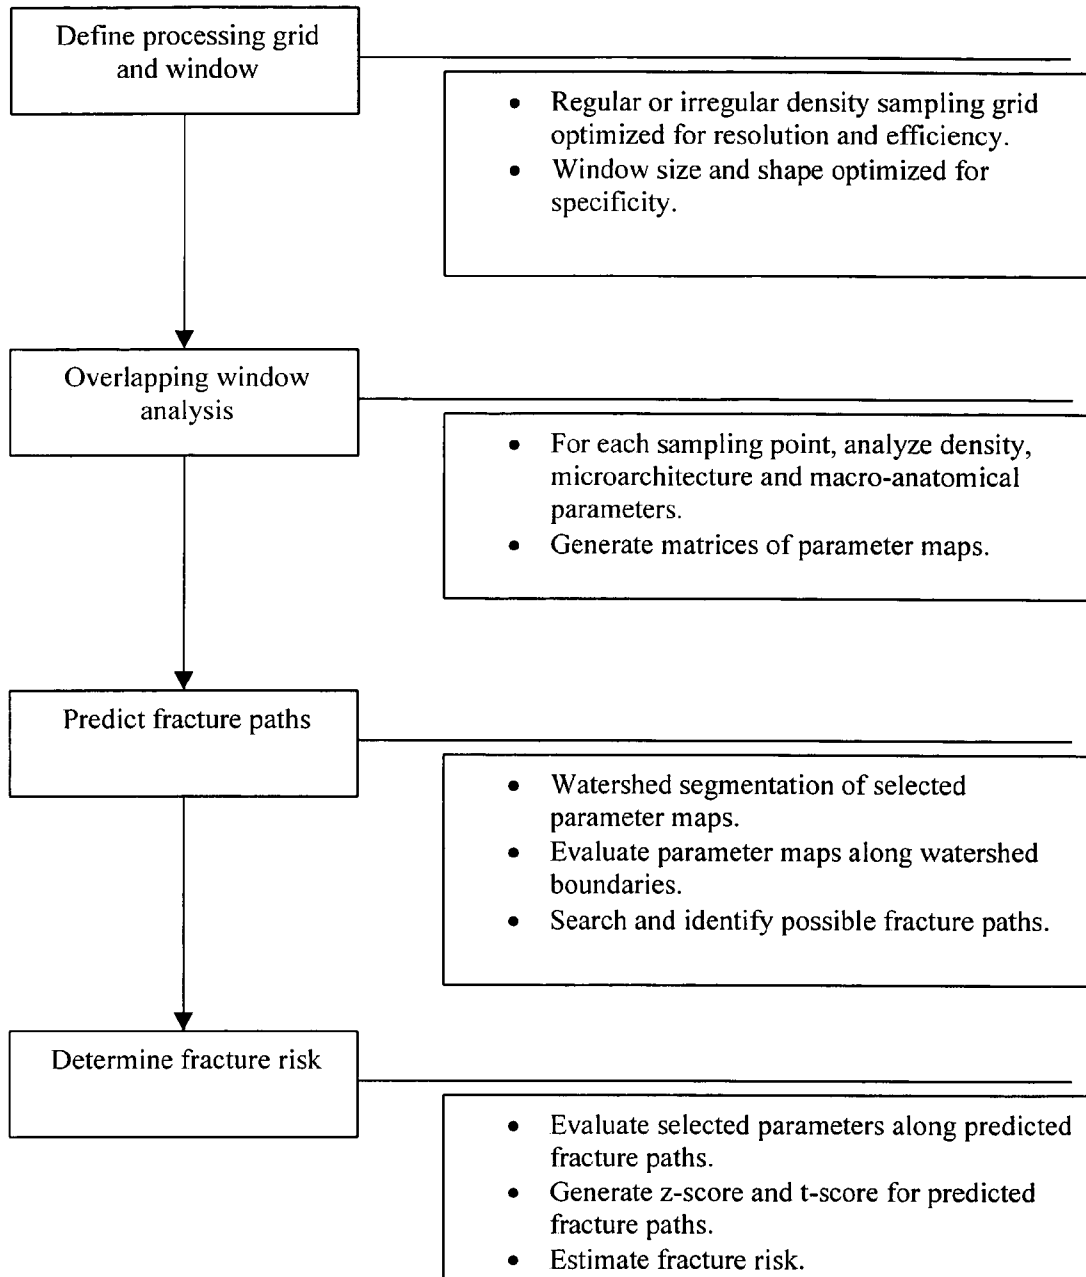 Define processing grid
and window
• Regular or irregular density sampling grid
optimized for resolution and efficiency.
• Window size and shape optimized for
specificity.
Overlapping window
analysis
• For each sampling point, analyze density,
microarchitecture and macro-anatomical
parameters.
• Generate matrices of parameter maps.
Predict fracture paths
• Watershed segmentation of selected
parameter maps.
• Evaluate parameter maps along watershed
boundaries.
• Search and identify possible fracture paths.
Determine fracture risk
• Evaluate selected parameters along predicted
fracture paths.
• Generate z-score and t-score for predicted
fracture paths.
• Estimate fracture risk.